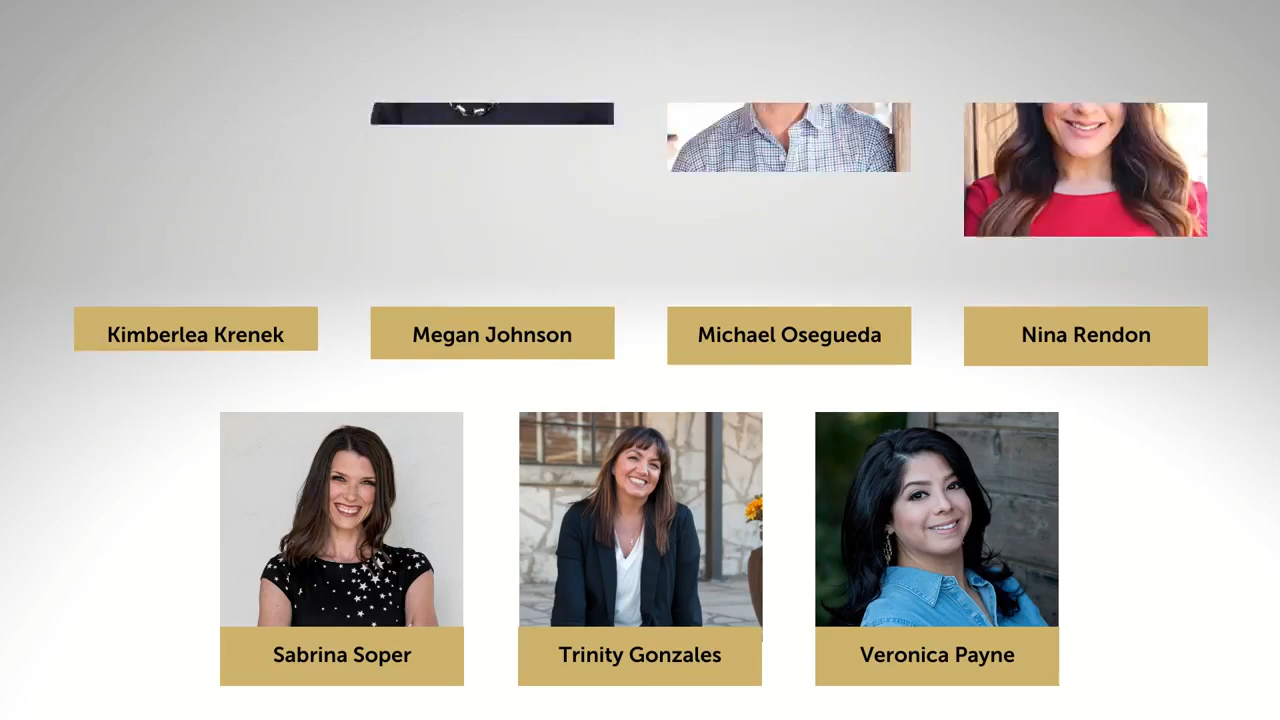 Kimberlea Krenek
Megan Johnson
Michael Osegueda
Nina Rendon
Sabrina Soper
Trinity Gonzales
Veronica Payne